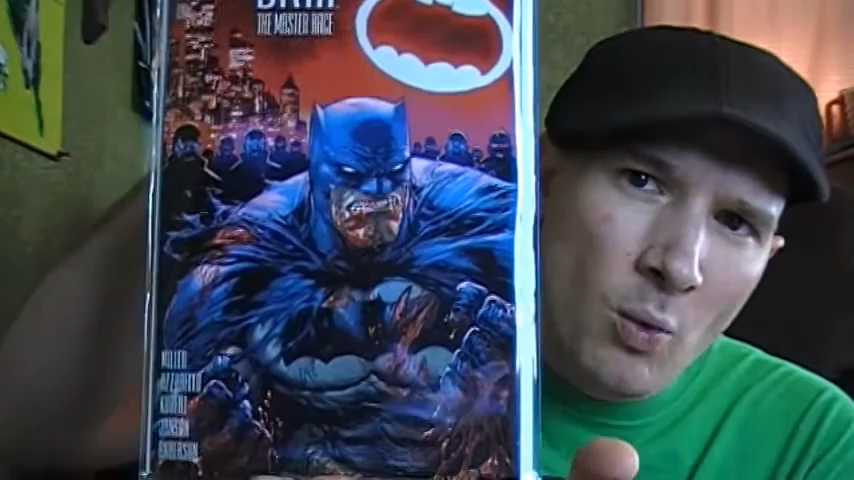 THE MASTER RACE
MILLER
AZZARELLO
KUBERT
JANSON
ANDERSON